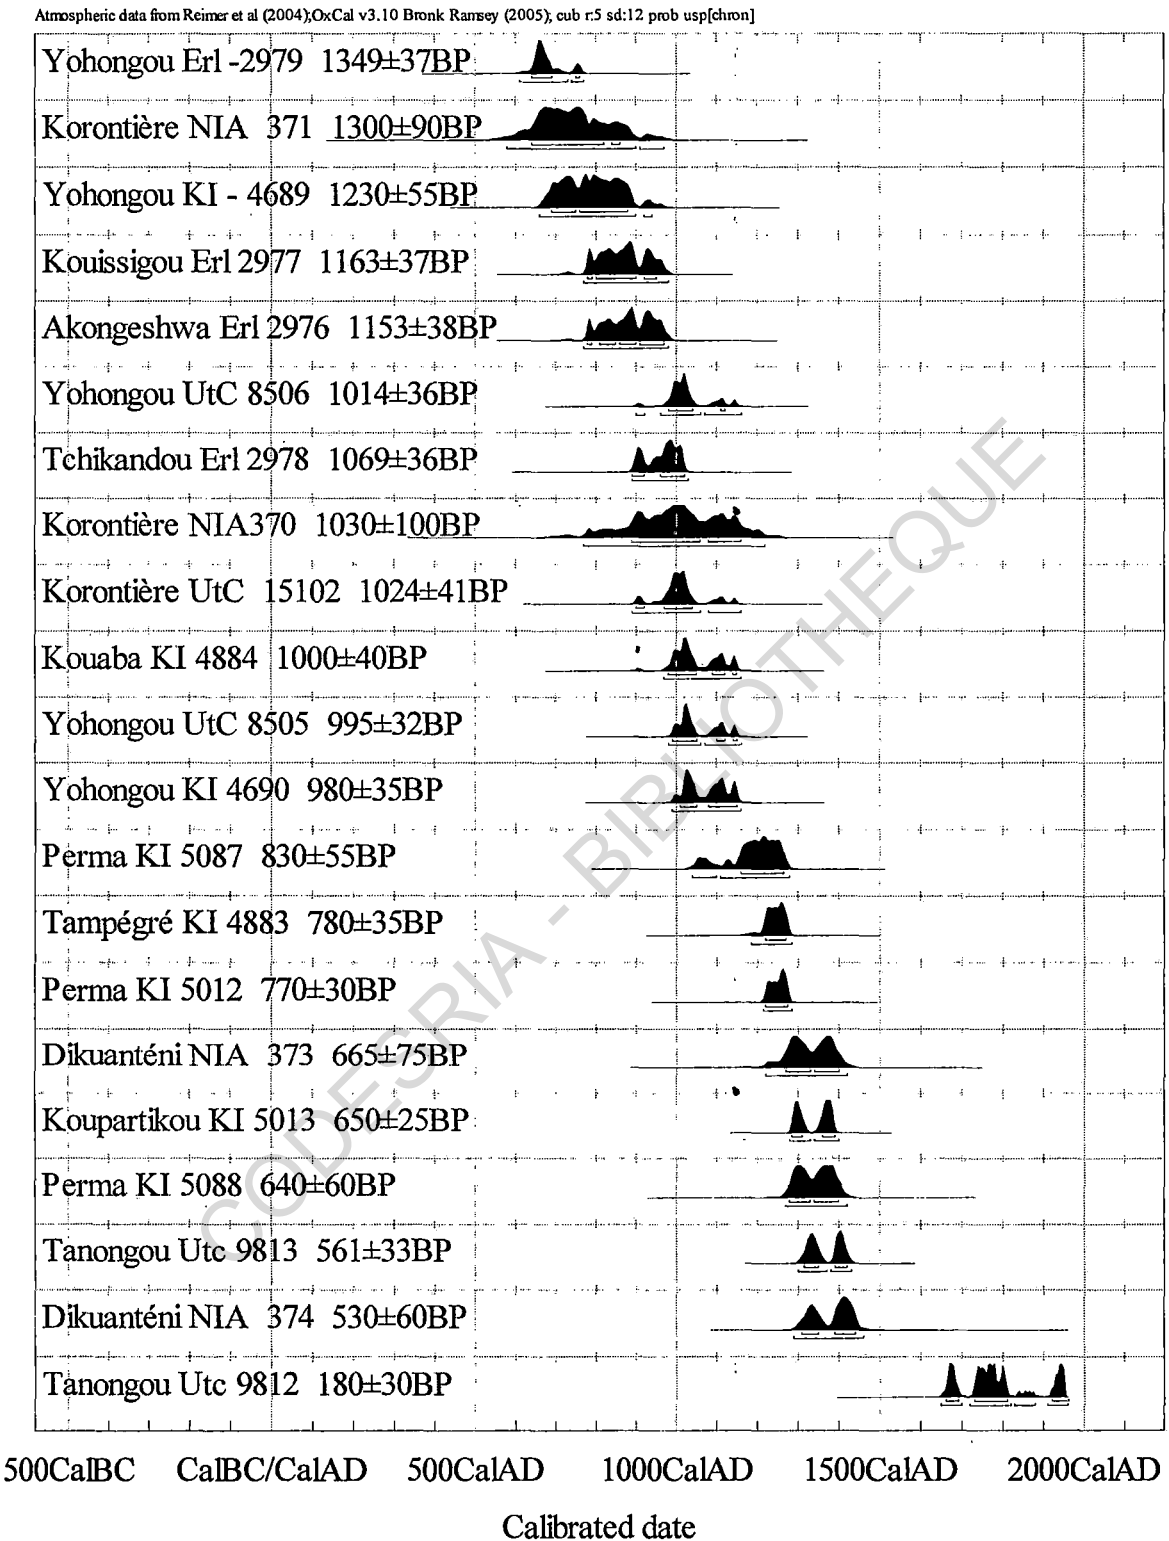 Atmospheric data from Reimer et al (2004);OxCal v3.10 Bronk Ramsey (2005); cub r:5 sd:12 prob usp[chron]
Yohongou Erl -2979 1349±37BP
Korontière NIA 371 1300±90BP
Yohongou KI - 4689 1230±55BP
Kouissigou Erl 2977 1163±37BP
Akongeshwa Erl 2976 1153±38BP
Yohongou UtC 8506 1014±36BP
Tchikandou Erl 2978 1069±36BP
Korontière NIA370 1030±100BP
Korontière UtC 15102 1024±41BP
Kouaba KI 4884 1000±40BP
Yohongou UtC 8505 995±32BP
Yohongou KI 4690 980±35BP
Perma KI 5087 830±55BP
Tampégré KI 4883 780±35BP
Perma KI 5012 770±30BP
Dikuanténi NIA 373 665±75BP
Koupartikou KI 5013 650±25BP
Perma KI 5088 640±60BP
Tanongou Utc 9813 561±33BP
Dikuanténi NIA 374 530±60BP
Tanongou Utc 9812 180±30BP
500CalBC CalBC/CalAD 500CalAD 1000CalAD 1500CalAD 2000CalAD
Calibrated date
CODESRIA - BIBLIOTHEQUE